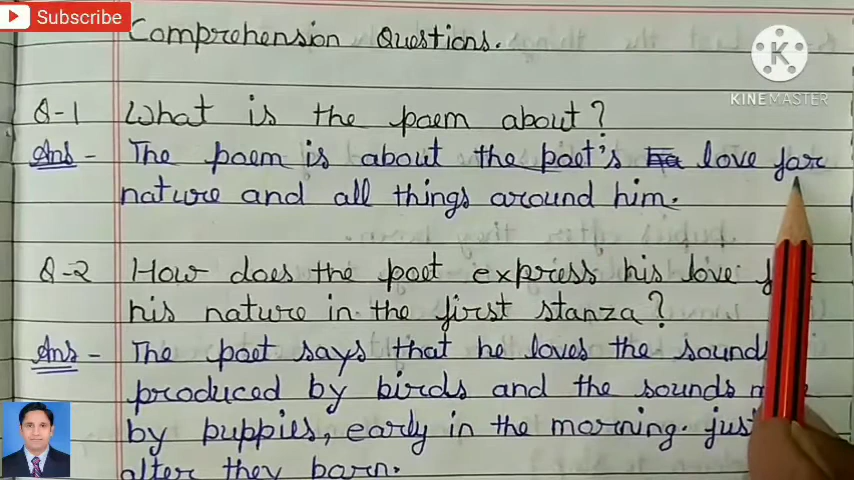 Subscribe
Comprehension Questions.
K
KINEMASTER
Q-1 What is the paem about?
Ans - The paem is about the poet's love for
nature and all things around him.
Q-2 How does the poet express his love
his nature in the first stanza?
Ans - The poet says that he loves the sound
produced by birds and the sounds
by puppies, early in the morning. just
after they barn.